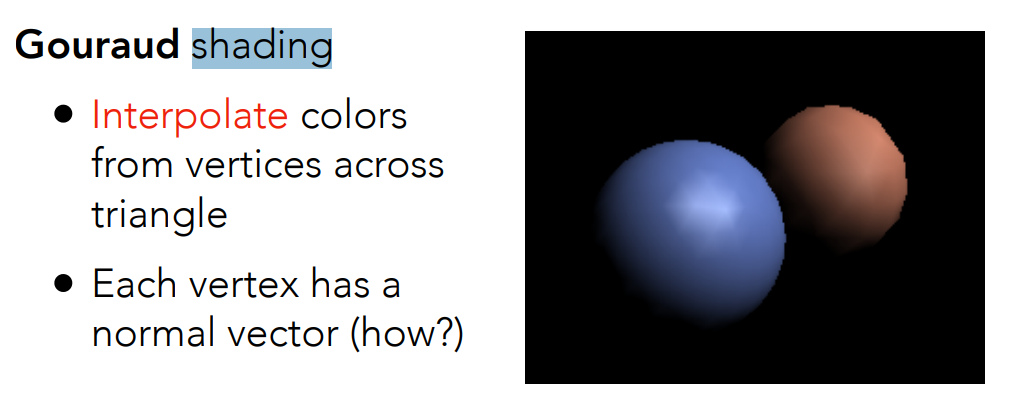 Gouraud shading
• Interpolate colors
from vertices across
triangle
• Each vertex has a
normal vector (how?)